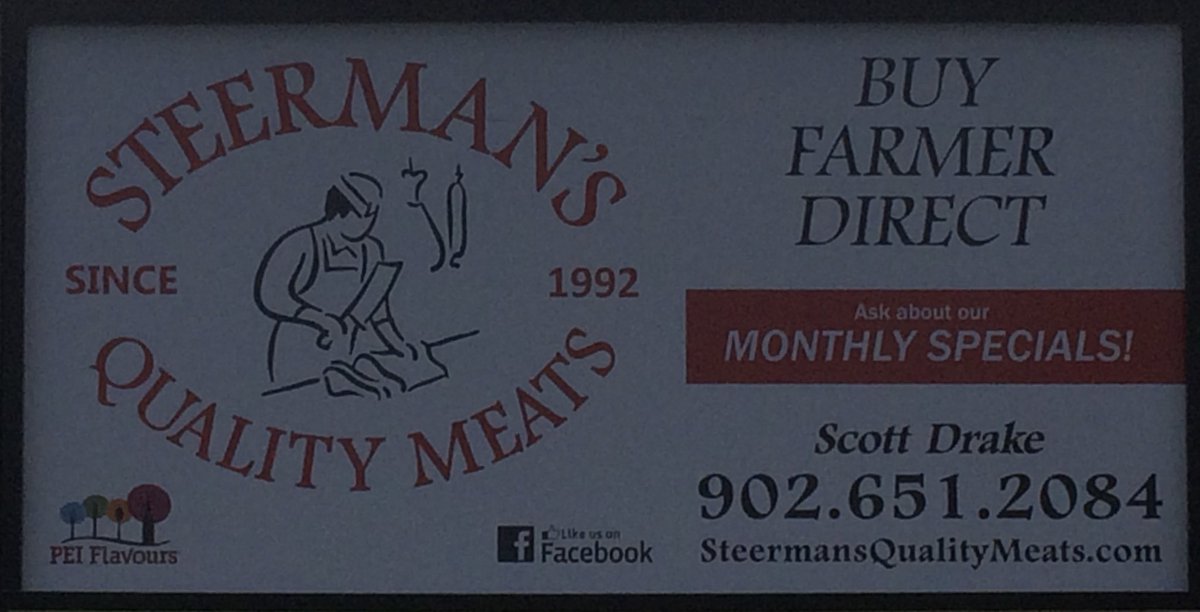 STEERMAN'S
SINCE 1992
QUALITY MEATS
PEI Flavours
Like us on
Facebook
BUY
FARMER
DIRECT
Ask about our
MONTHLY SPECIALS!
Scott Drake
902.651.2084
SteermansQualityMeats.com